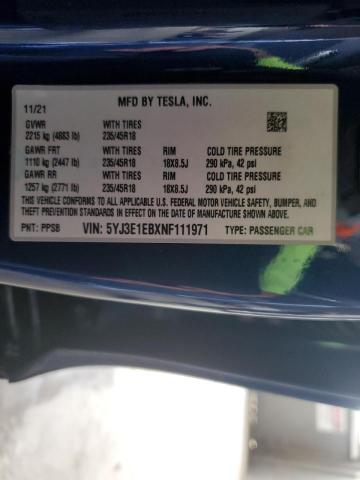 MFD BY TESLA, INC.
11/21
GVWR WITH TIRES
2215 kg (4883 lb) 235/45R18
GAWR FRT WITH TIRES RIM COLD TIRE PRESSURE
1110 kg (2447 lb) 235/45R18 18X8.5J 290 kPa, 42 psi
GAWR RR WITH TIRES RIM COLD TIRE PRESSURE
1257 kg (2771 lb) 235/45R18 18X8.5J 290 kPa, 42 psi
THIS VEHICLE CONFORMS TO ALL APPLICABLE U.S. FEDERAL MOTOR VEHICLE SAFETY, BUMPER, AND
THEFT PREVENTION STANDARDS IN EFFECT ON THE DATE OF MANUFACTURE SHOWN ABOVE.
PNT: PPSB VIN: 5YJ3E1EBXNF111971 TYPE: PASSENGER CAR